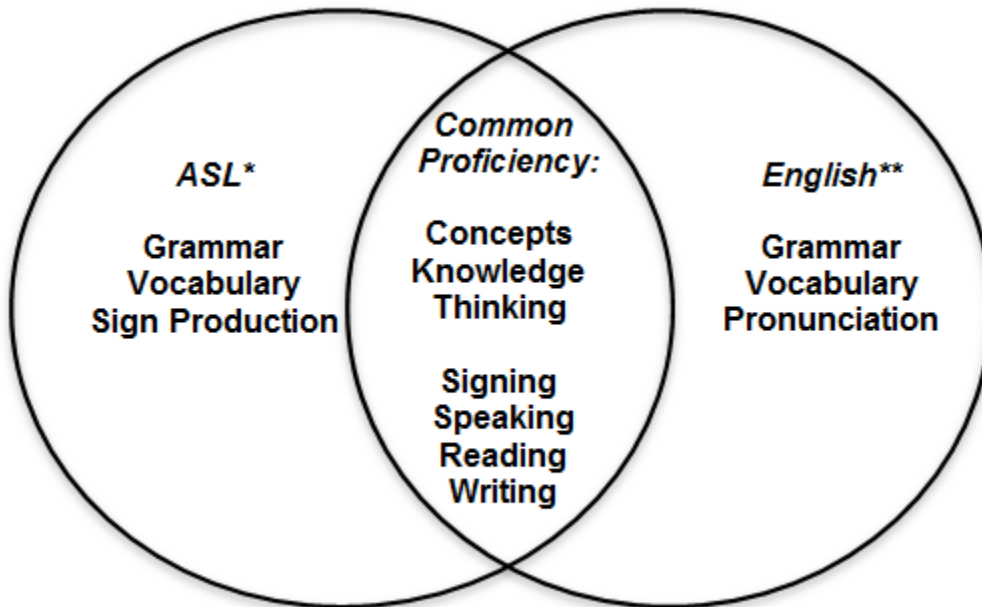 ASL*
Grammar
Vocabulary
Sign Production
Common
Proficiency:
Concepts
Knowledge
Thinking
Signing
Speaking
Reading
Writing
English**
Grammar
Vocabulary
Pronunciation